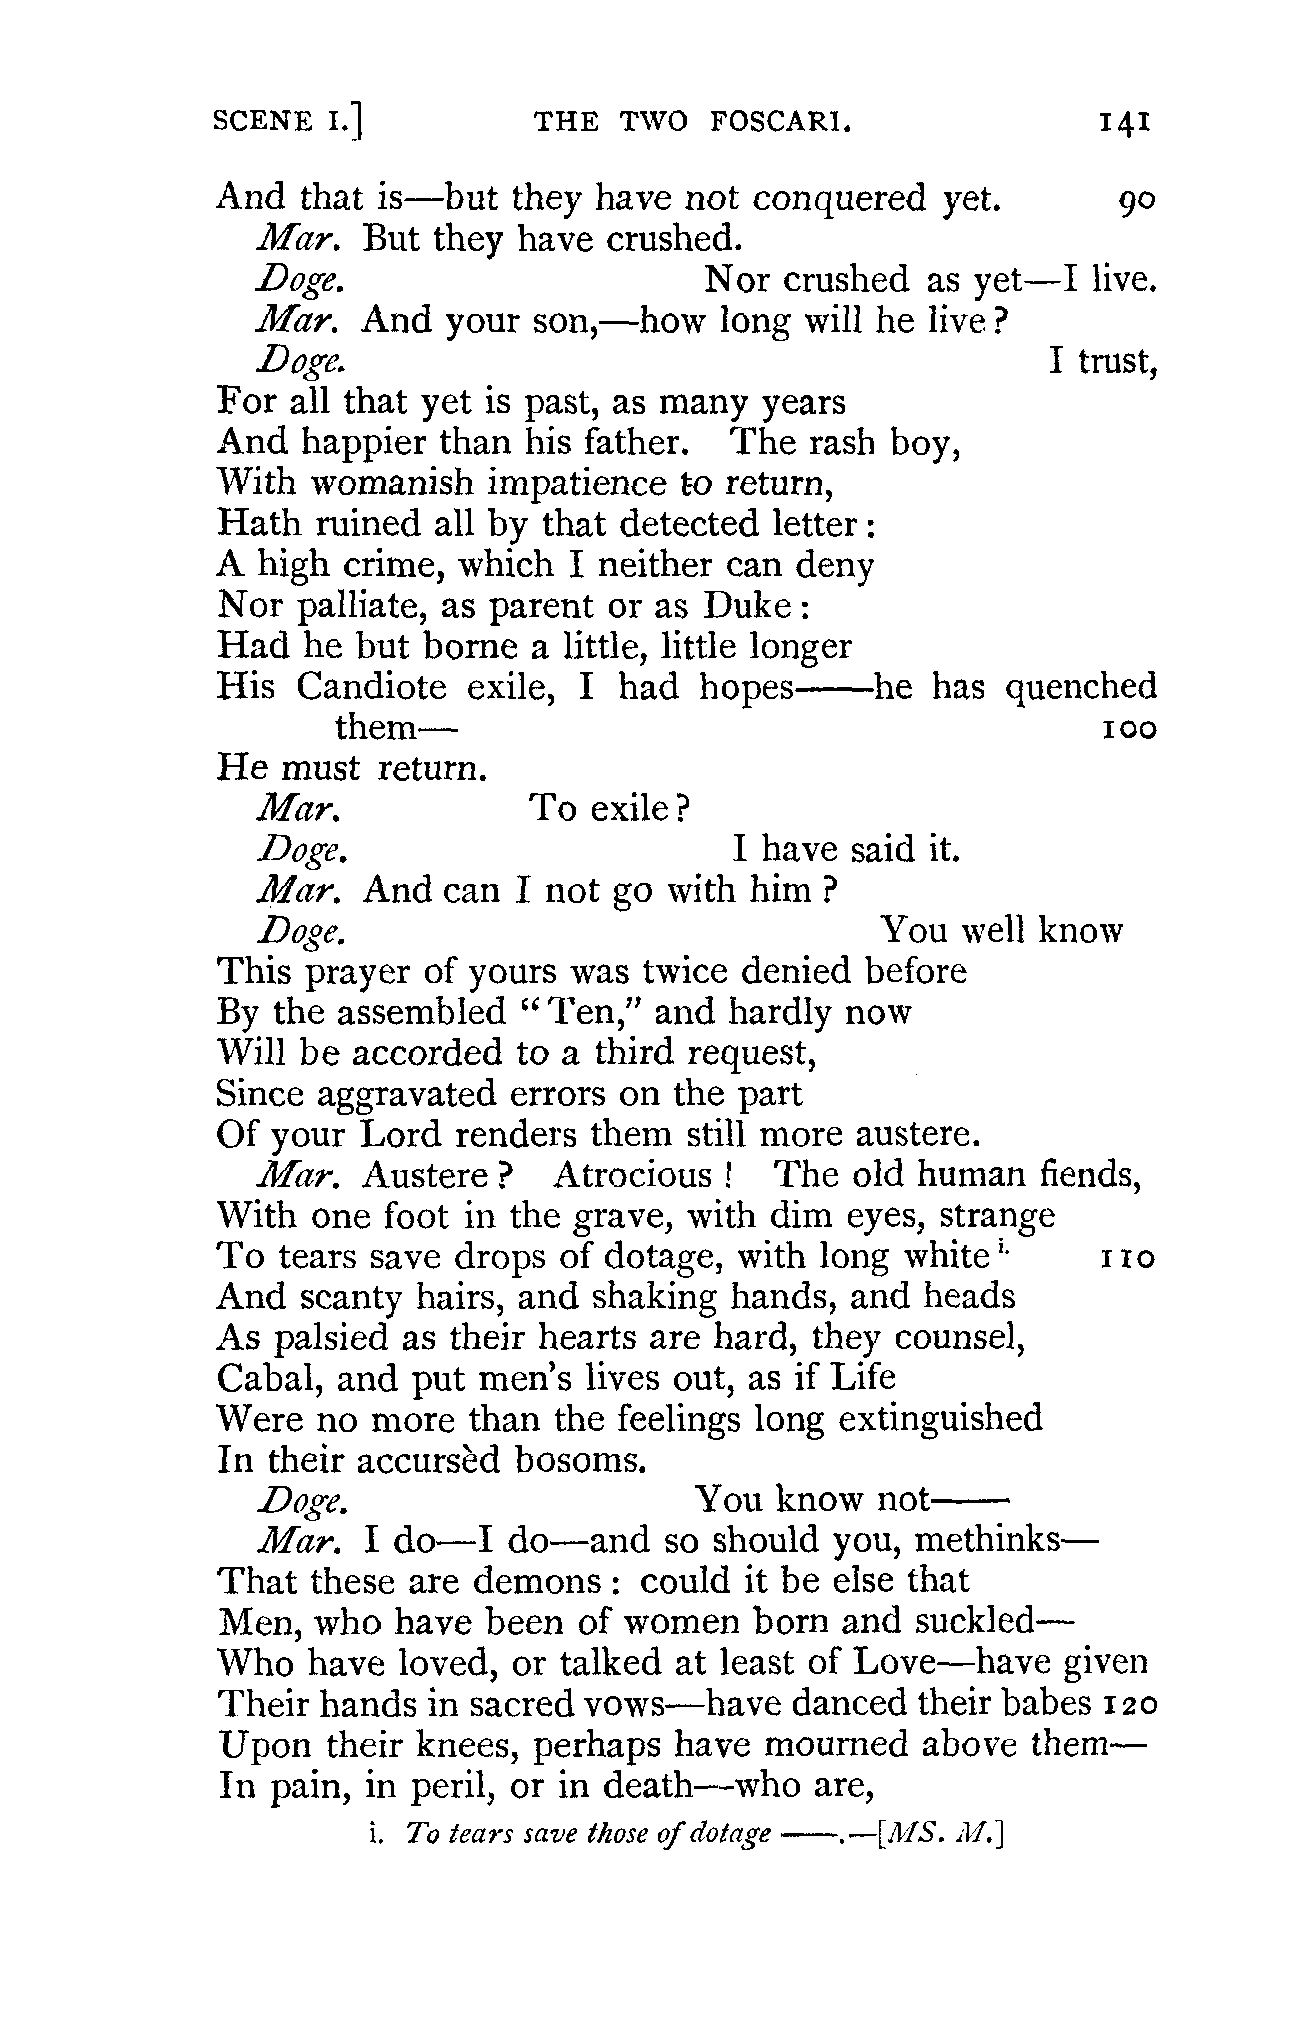 SCENE I.] THE TWO FOSCARI. 141
And that is—but they have not conquered yet. 90
Mar. But they have crushed.
Doge. Nor crushed as yet—I live.
Mar. And your son,—how long will he live?
Doge. I trust,
For all that yet is past, as many years
And happier than his father. The rash boy,
With womanish impatience to return,
Hath ruined all by that detected letter:
A high crime, which I neither can deny
Nor palliate, as parent or as Duke:
Had he but borne a little, little longer
His Candiote exile, I had hopes——he has quenched
them— 100
He must return.
Mar. To exile?
Doge. I have said it.
Mar. And can I not go with him?
Doge. You well know
This prayer of yours was twice denied before
By the assembled "Ten," and hardly now
Will be accorded to a third request,
Since aggravated errors on the part
Of your Lord renders them still more austere.
Mar. Austere? Atrocious! The old human fiends,
With one foot in the grave, with dim eyes, strange
To tears save drops of dotage, with long white i. 110
And scanty hairs, and shaking hands, and heads
As palsied as their hearts are hard, they counsel,
Cabal, and put men's lives out, as if Life
Were no more than the feelings long extinguished
In their accursèd bosoms.
Doge. You know not——
Mar. I do—I do—and so should you, methinks—
That these are demons: could it be else that
Men, who have been of women born and suckled—
Who have loved, or talked at least of Love—have given
Their hands in sacred vows—have danced their babes 120
Upon their knees, perhaps have mourned above them—
In pain, in peril, or in death—who are,
i. To tears save those of dotage ——.—[MS. M.]